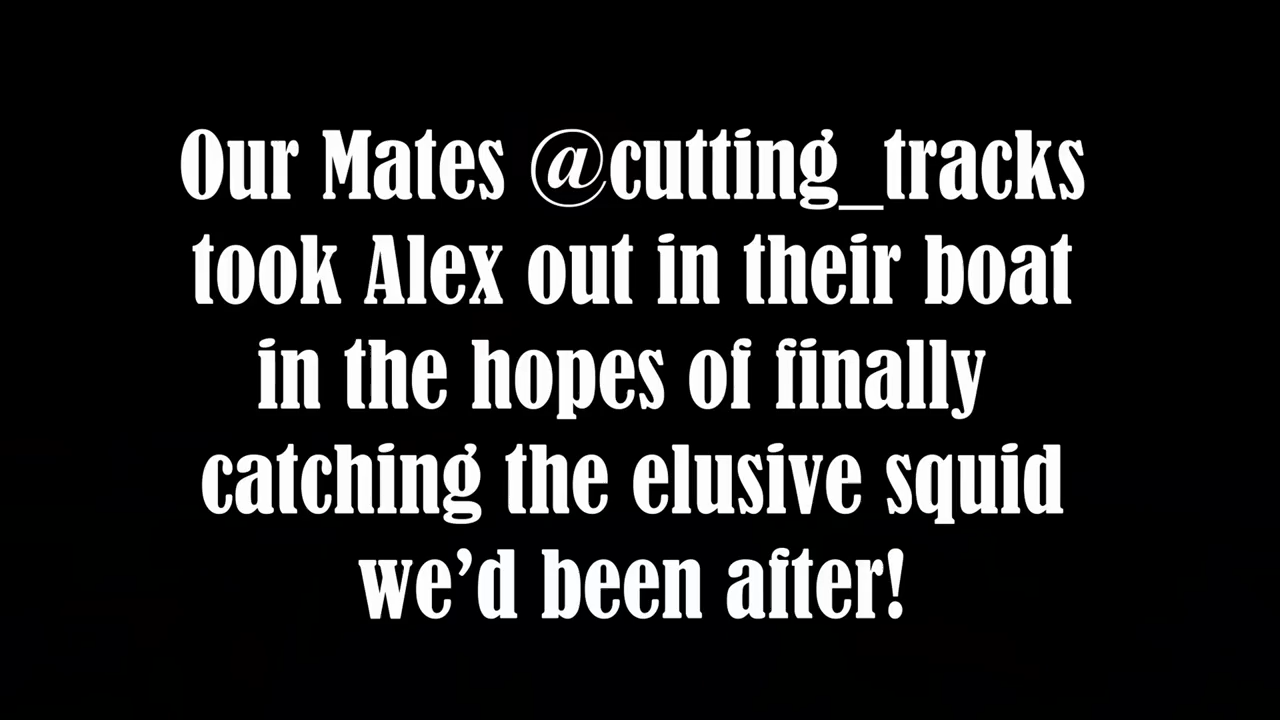 Our Mates @cutting_tracks
took Alex out in their boat
in the hopes of finally
catching the elusive squid
we’d been after!